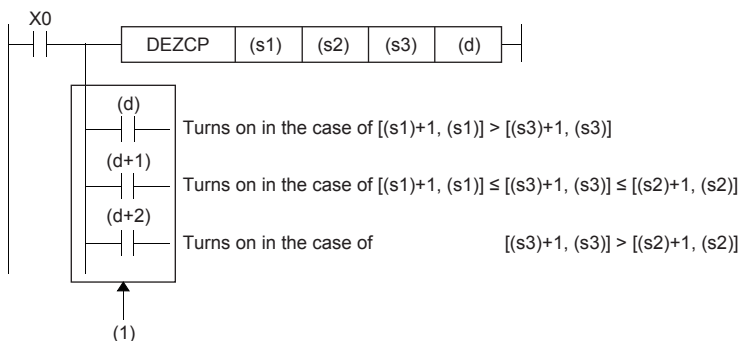 X0
DEZCP (s1) (s2) (s3) (d)
(d)
Turns on in the case of [(s1)+1, (s1)] > [(s3)+1, (s3)]
(d+1)
Turns on in the case of [(s1)+1, (s1)] ≤ [(s3)+1, (s3)] ≤ [(s2)+1, (s2)]
(d+2)
Turns on in the case of [(s3)+1, (s3)] > [(s2)+1, (s2)]
(1)